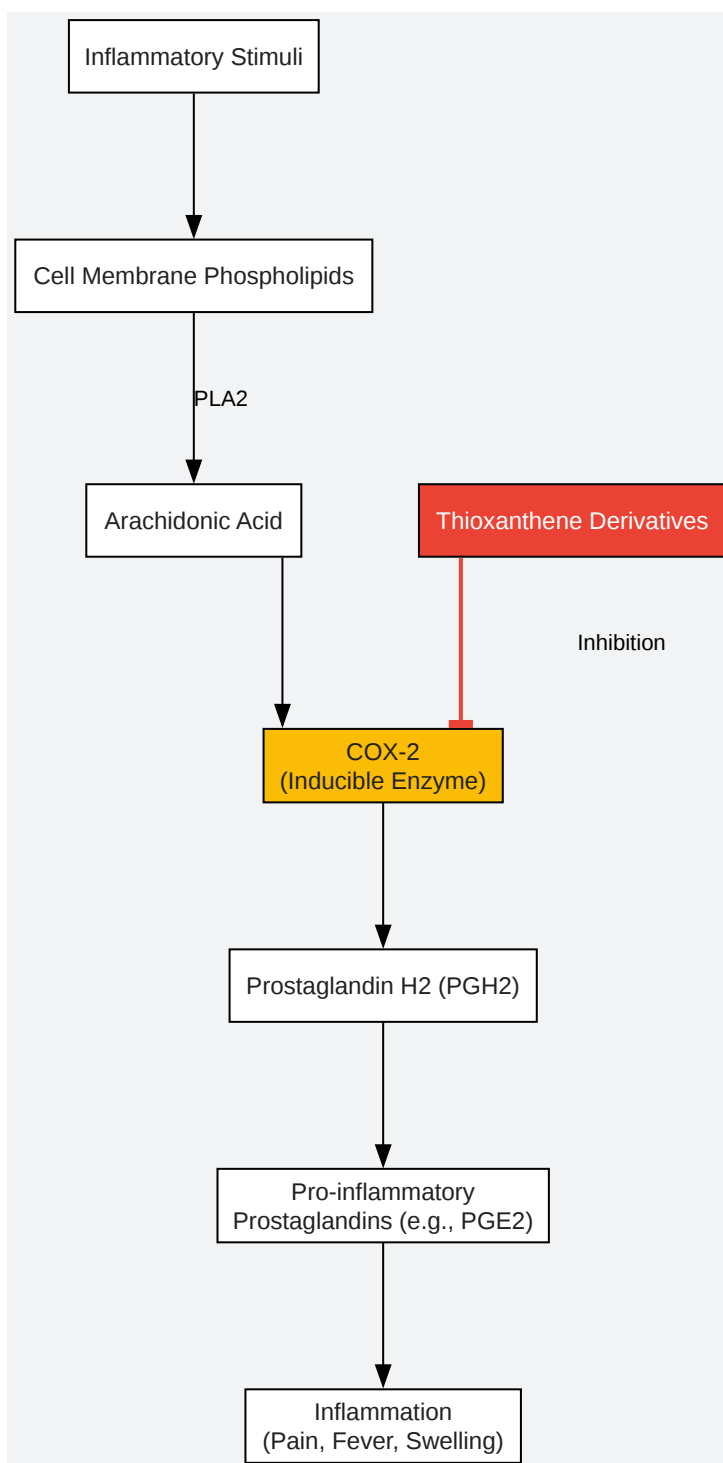 Inflammatory Stimuli
Cell Membrane Phospholipids
PLA2
Arachidonic Acid
Thioxanthene Derivatives
Inhibition
COX-2
(Inducible Enzyme)
Prostaglandin H2 (PGH2)
Pro-inflammatory
Prostaglandins (e.g., PGE2)
Inflammation
(Pain, Fever, Swelling)